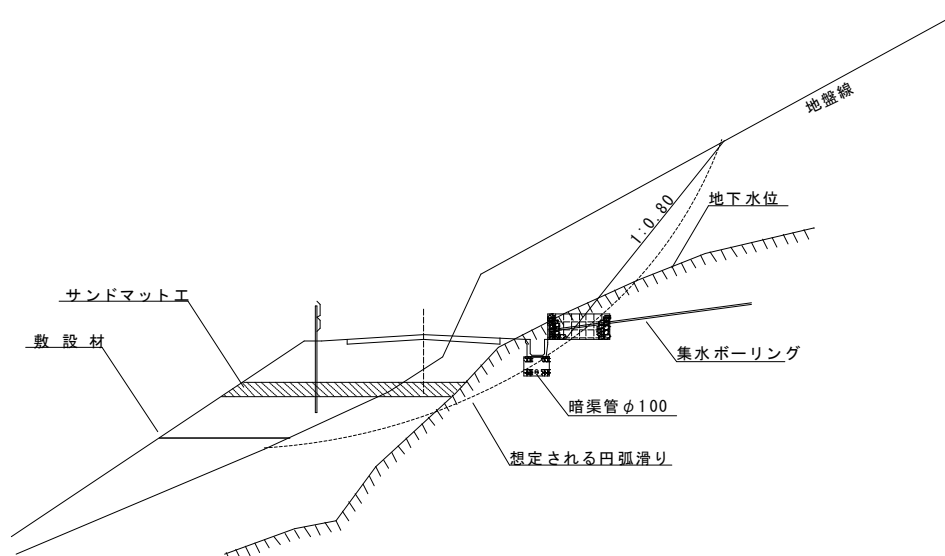 地盤線
1:0.80
地下水位
サンドマット工
敷設材
集水ボーリング
暗渠管φ100
想定される円弧滑り